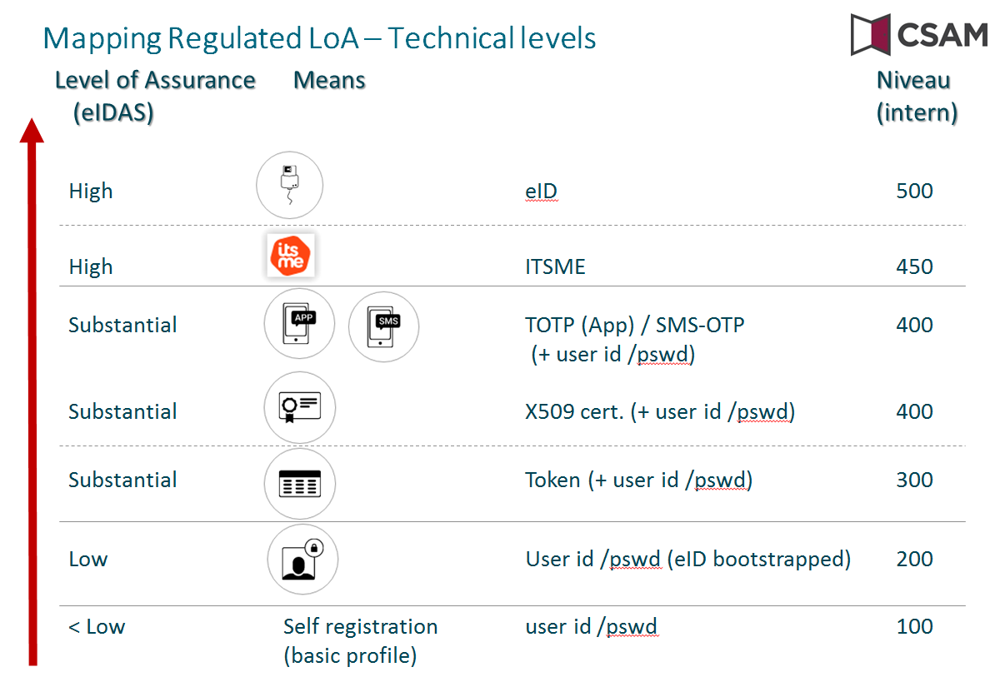 Mapping Regulated LoA – Technical levels
CSAM
Level of Assurance
(eIDAS)
Means
Niveau
(intern)
High
eID
500
its
me
High
ITSME
450
Substantial
APP
SMS
TOTP (App) / SMS-OTP
(+ user id /pswd)
400
Substantial
X509 cert. (+ user id /pswd)
400
Substantial
Token (+ user id /pswd)
300
Low
User id /pswd (eID bootstrapped)
200
< Low
Self registration
(basic profile)
user id /pswd
100